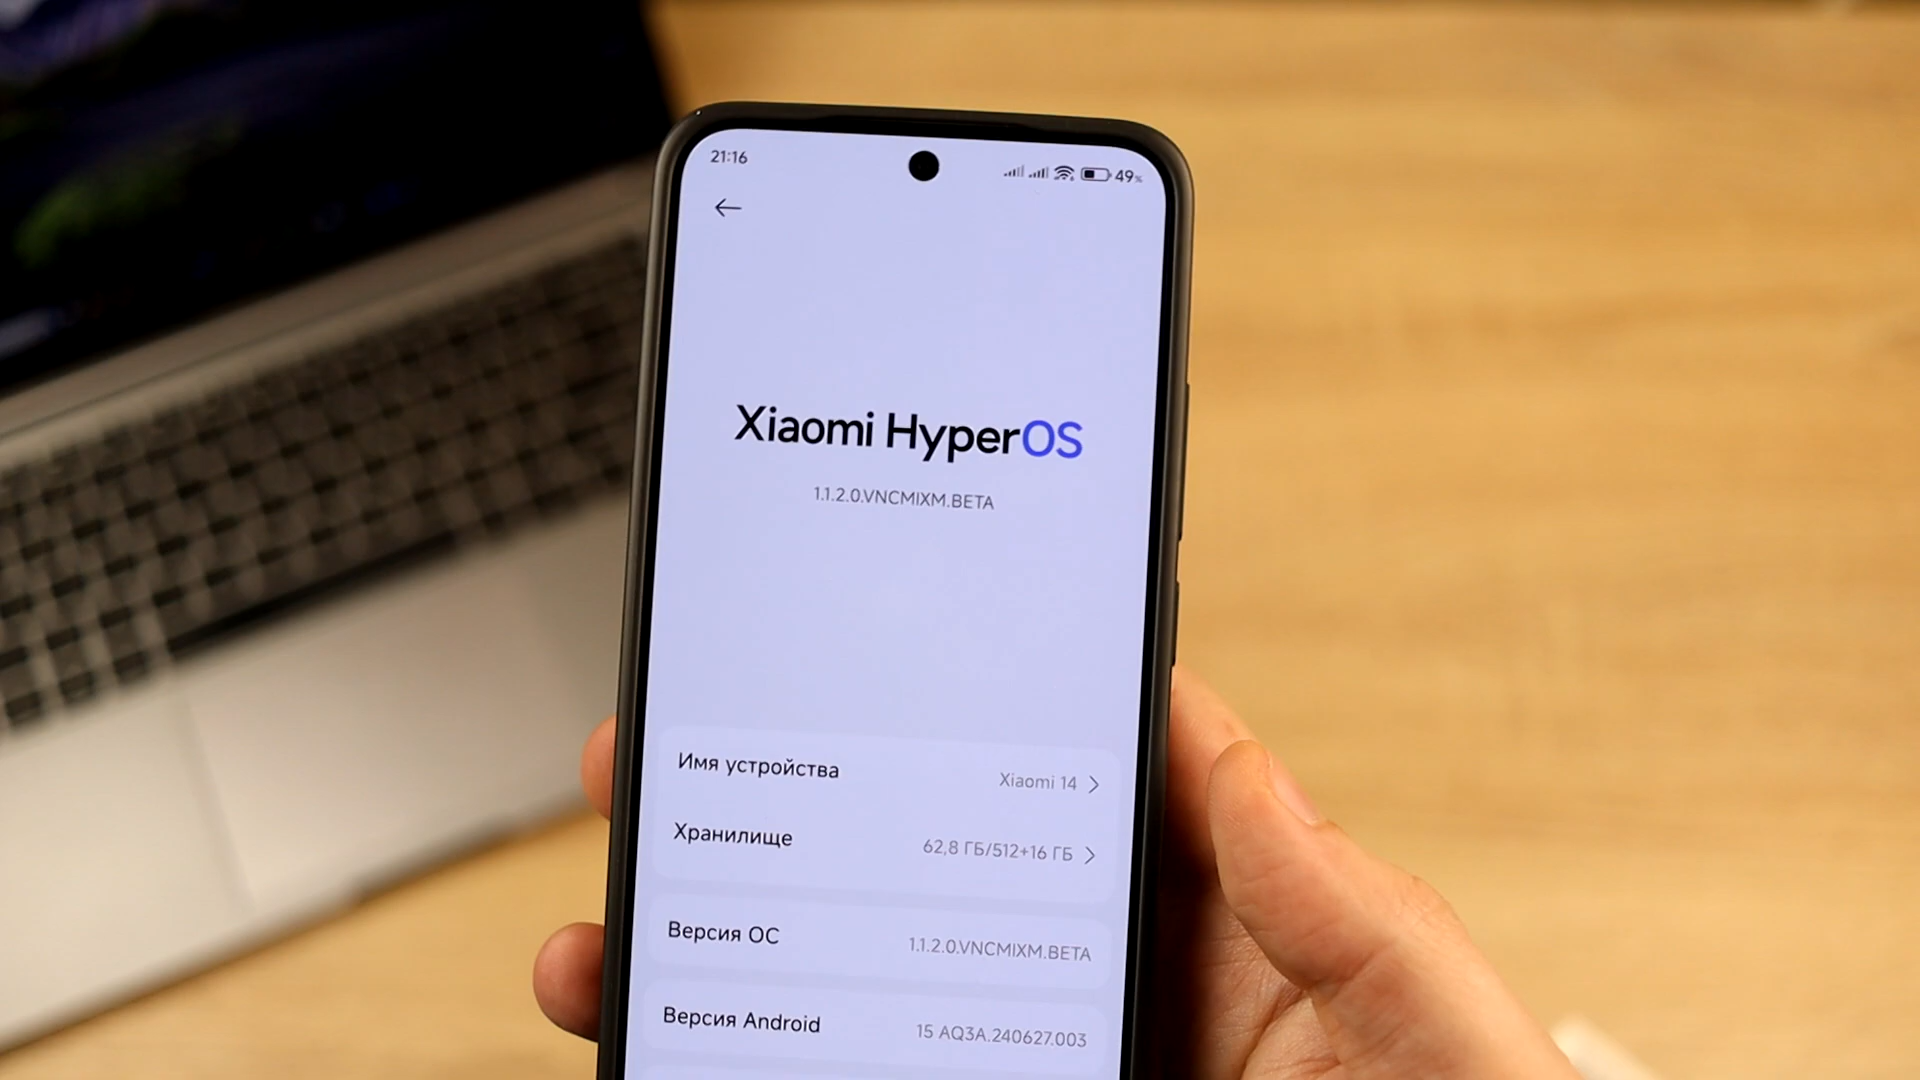 21:16
49%
Xiaomi HyperOS
1.1.2.0.VNCMIXM.BETA
Имя устройства Xiaomi 14
Хранилище 62,8 ГБ/512+16 ГБ
Версия ОС 1.1.2.0.VNCMIXM.BETA
Версия Android 15 AQ3A.240627.003